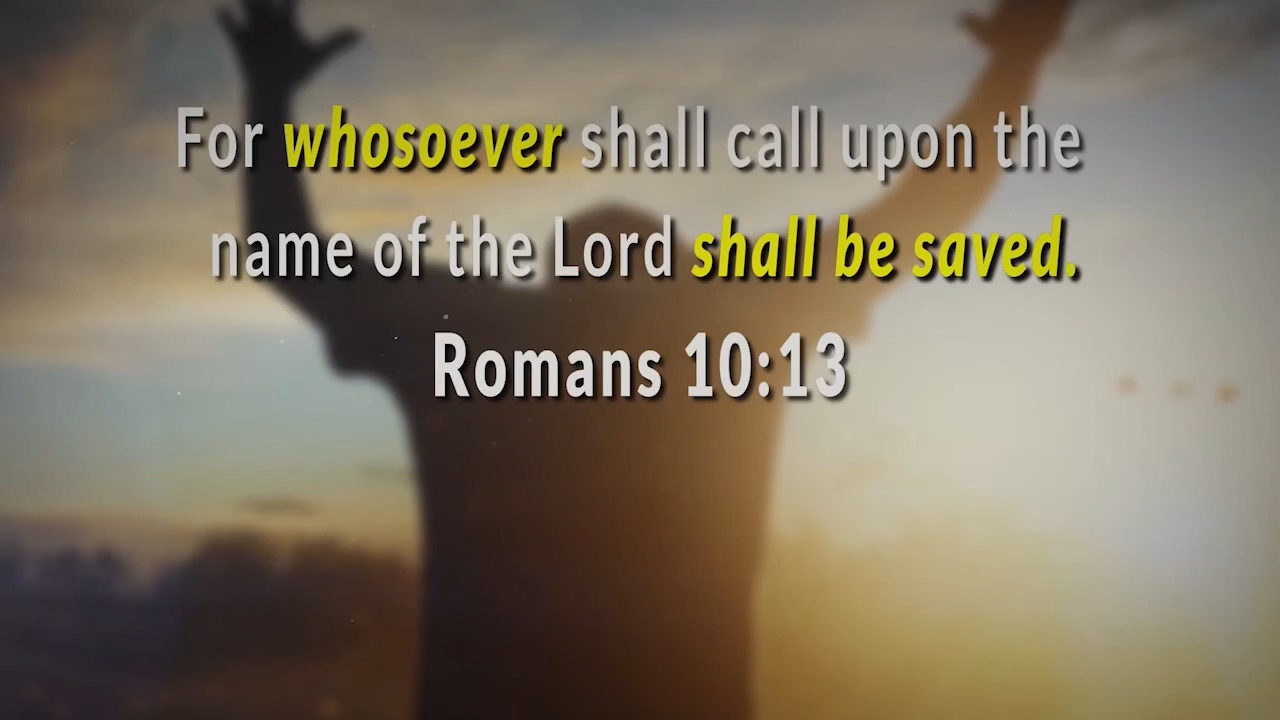 For whosoever shall call upon the
name of the Lord shall be saved.
Romans 10:13